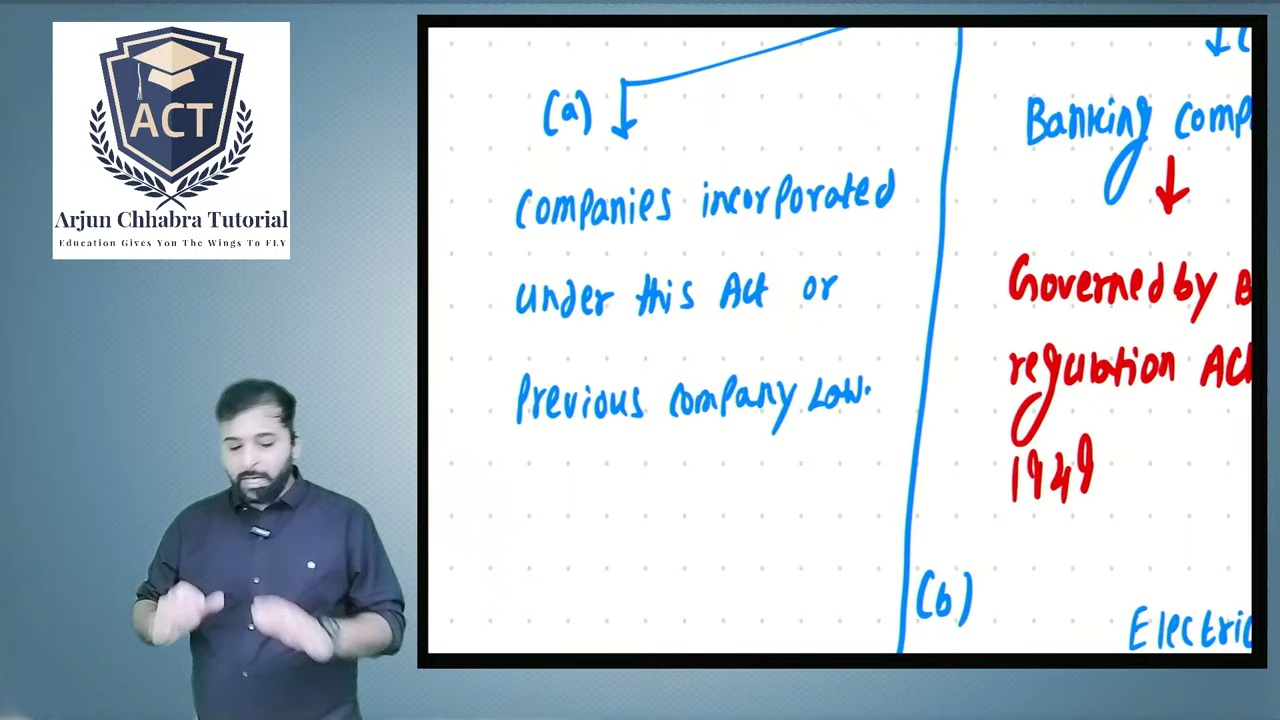 ACT
Arjun Chhabra Tutorial
Education Gives You The Wings To FLY
(a)
Companies incorporated
under this Act or
Previous Company Law.
Banking comp
Governed by B
regulation Act
1949
(b)
Electric